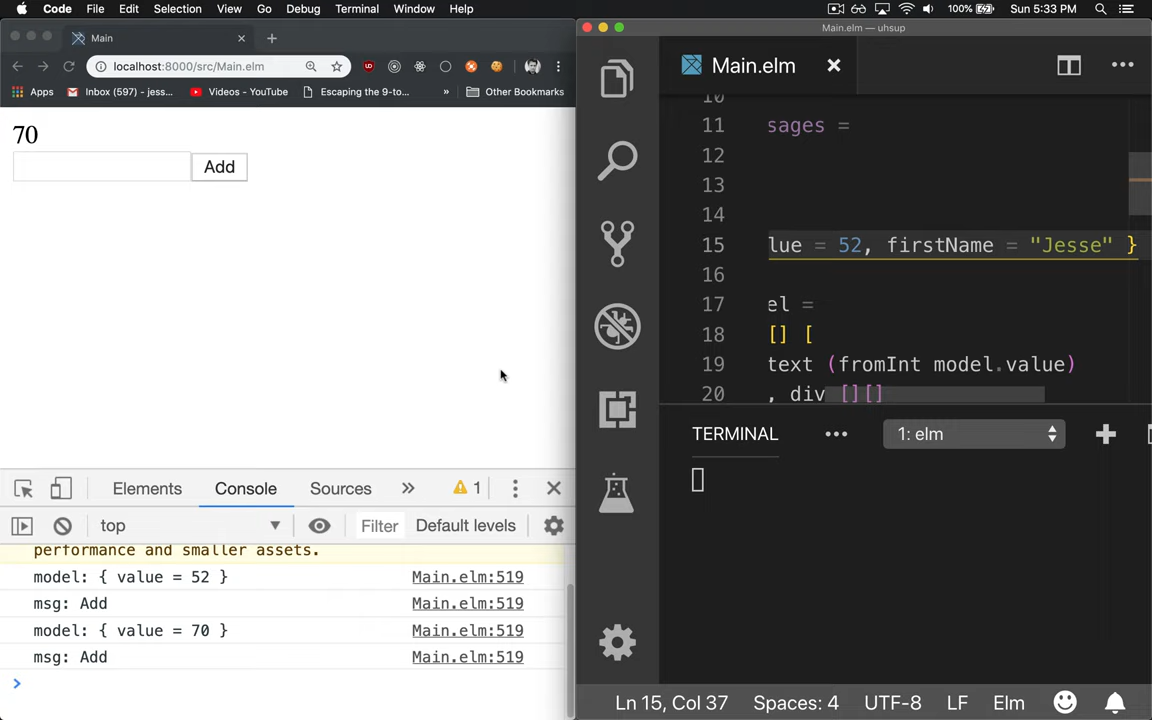 Code File Edit Selection View Go Debug Terminal Window Help 100% Sun 5:33 PM
Main
localhost:8000/src/Main.elm
Apps Inbox (597) - jess... Videos - YouTube Escaping the 9-to... » Other Bookmarks
70
Add
Elements Console Sources » 1
top Filter Default levels
performance and smaller assets.
model: { value = 52 } Main.elm:519
msg: Add Main.elm:519
model: { value = 70 } Main.elm:519
msg: Add Main.elm:519
>
Main.elm — uhsup
Main.elm
10
11 sages =
12
13
14
15 lue = 52, firstName = "Jesse" }
16
17 el =
18 [] [
19 text (fromInt model.value)
20 , div [][]
TERMINAL ... 1: elm
Ln 15, Col 37 Spaces: 4 UTF-8 LF Elm